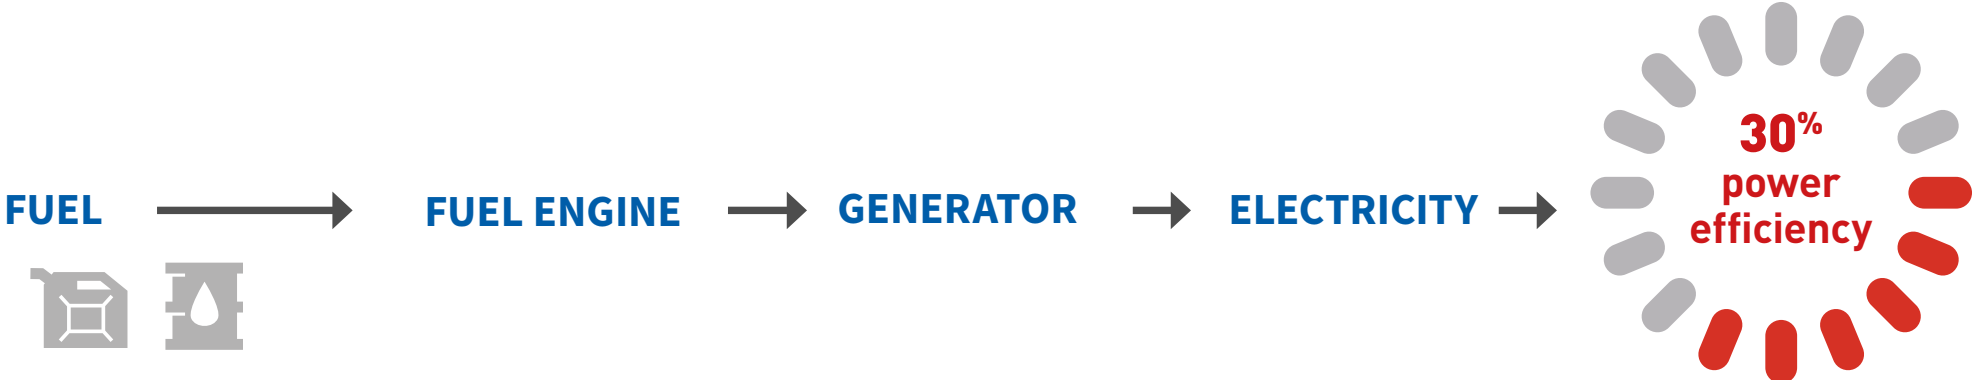 FUEL
FUEL ENGINE
GENERATOR
ELECTRICITY
30%
power
efficiency